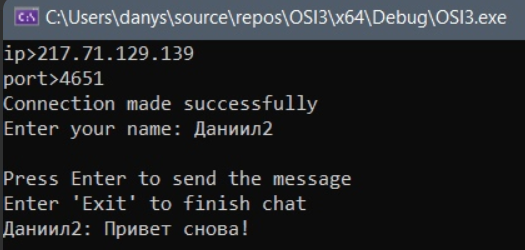 C:\Users\danys\source\repos\OSI3\x64\Debug\OSI3.exe
ip>217.71.129.139
port>4651
Connection made successfully
Enter your name: Даниил2
Press Enter to send the message
Enter 'Exit' to finish chat
Даниил2: Привет снова!